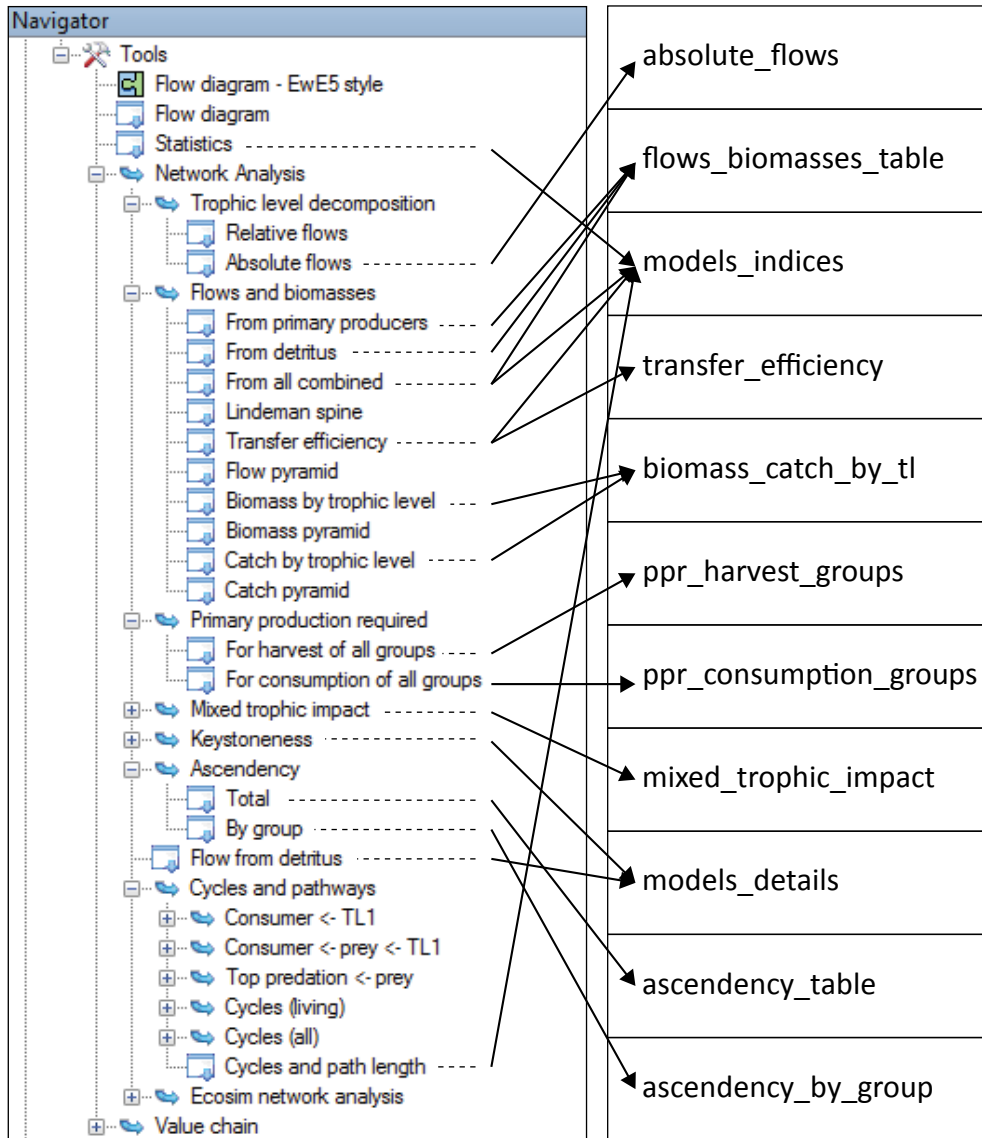 Navigator
Tools
Flow diagram - EwE5 style
Flow diagram
Statistics
Network Analysis
Trophic level decomposition
Relative flows
Absolute flows
Flows and biomasses
From primary producers
From detritus
From all combined
Lindeman spine
Transfer efficiency
Flow pyramid
Biomass by trophic level
Biomass pyramid
Catch by trophic level
Catch pyramid
Primary production required
For harvest of all groups
For consumption of all groups
Mixed trophic impact
Keystoneness
Ascendency
Total
By group
Flow from detritus
Cycles and pathways
Consumer <- TL1
Consumer <- prey <- TL1
Top predation <- prey
Cycles (living)
Cycles (all)
Cycles and path length
Ecosim network analysis
Value chain
absolute_flows
flows_biomasses_table
models_indices
transfer_efficiency
biomass_catch_by_tl
ppr_harvest_groups
ppr_consumption_groups
mixed_trophic_impact
models_details
ascendency_table
ascendency_by_group